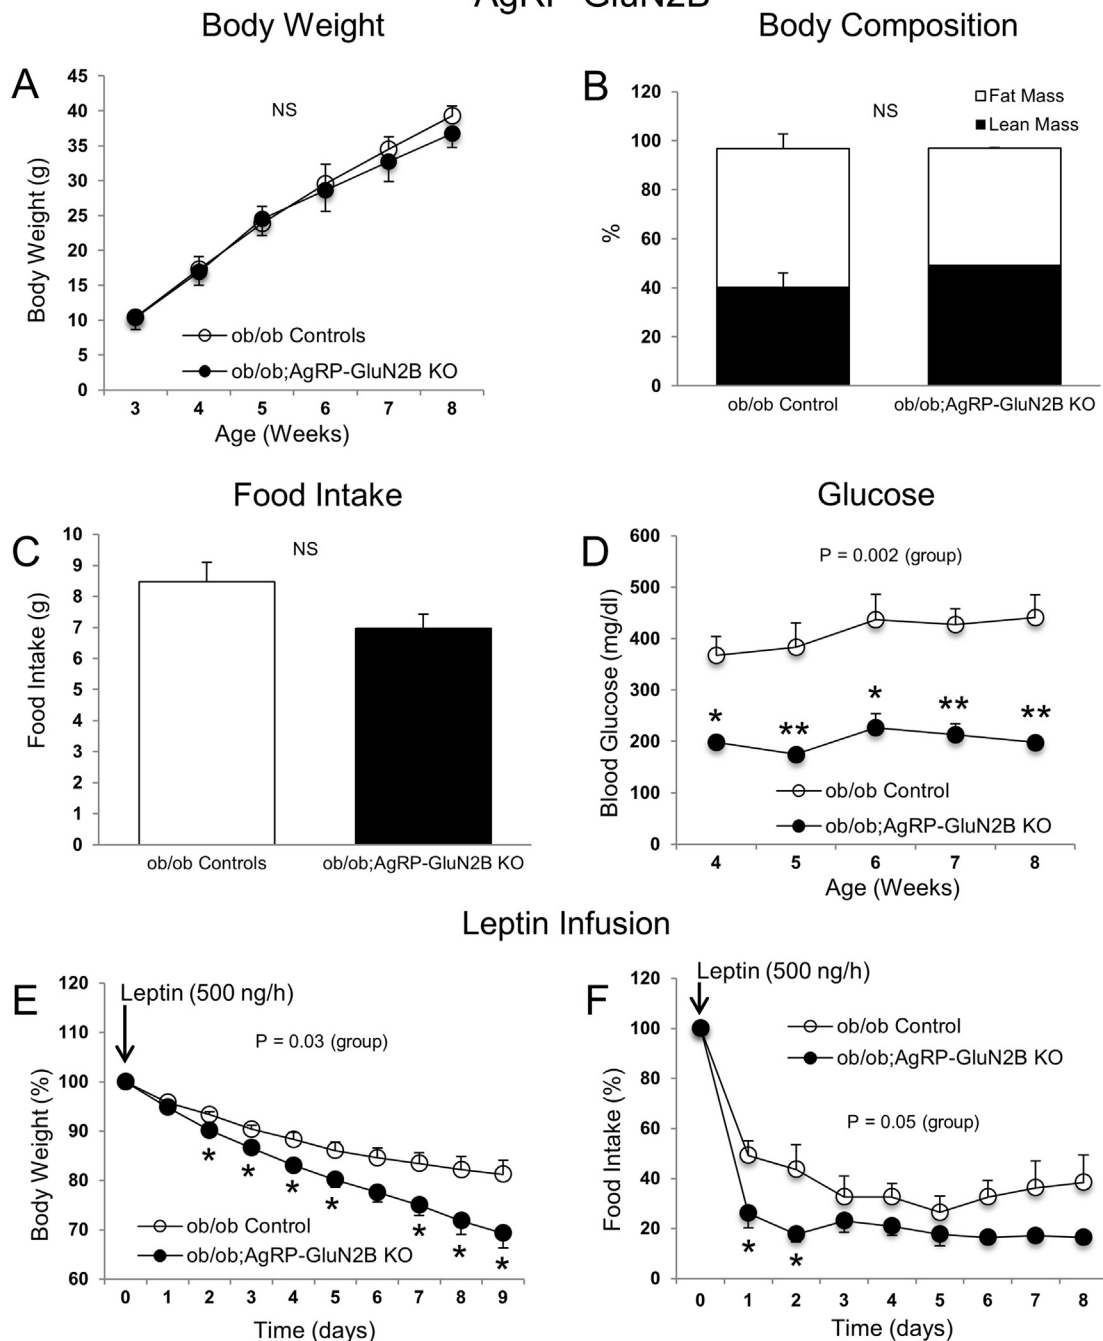 AgRP-GluN2B
Body Weight
Body Composition
A
45
40
35
30
25
20
15
10
5
0
Body Weight (g)
NS
ob/ob Controls
ob/ob;AgRP-GluN2B KO
3 4 5 6 7 8
Age (Weeks)
B
120
100
80
60
40
20
0
%
NS
Fat Mass
Lean Mass
ob/ob Control
ob/ob;AgRP-GluN2B KO
Food Intake
Glucose
C
10
9
8
7
6
5
4
3
2
1
0
Food Intake (g)
NS
ob/ob Controls
ob/ob;AgRP-GluN2B KO
D
600
500
400
300
200
100
0
Blood Glucose (mg/dl)
P = 0.002 (group)
* ** * ** **
ob/ob Control
ob/ob;AgRP-GluN2B KO
4 5 6 7 8
Age (Weeks)
Leptin Infusion
E
120
110
100
90
80
70
60
Body Weight (%)
Leptin (500 ng/h)
P = 0.03 (group)
* * * * * * *
ob/ob Control
ob/ob;AgRP-GluN2B KO
0 1 2 3 4 5 6 7 8 9
Time (days)
F
120
100
80
60
40
20
0
Food Intake (%)
Leptin (500 ng/h)
ob/ob Control
ob/ob;AgRP-GluN2B KO
P = 0.05 (group)
* *
0 1 2 3 4 5 6 7 8
Time (days)